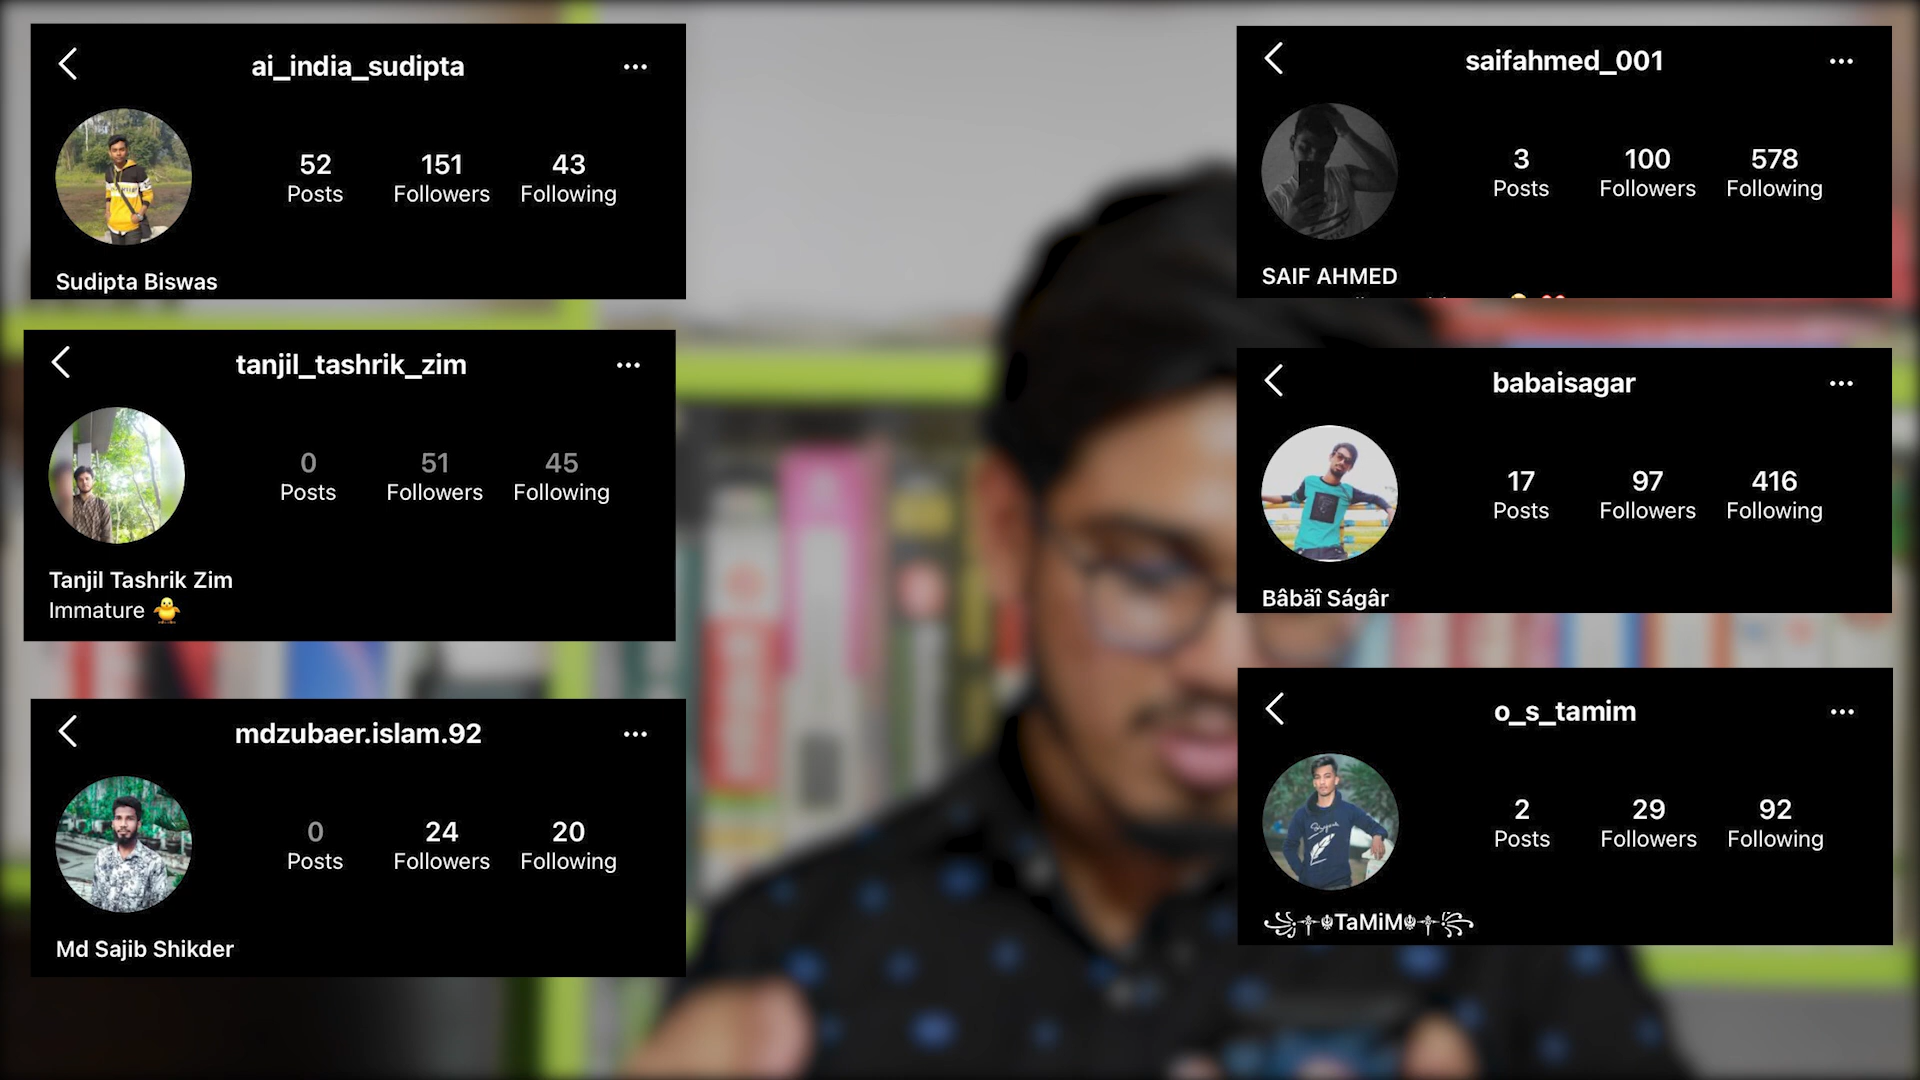 ai_india_sudipta
52 151 43
Posts Followers Following
Sudipta Biswas
tanjil_tashrik_zim
0 51 45
Posts Followers Following
Tanjil Tashrik Zim
Immature 🐥
mdzubaer.islam.92
0 24 20
Posts Followers Following
Md Sajib Shikder
saifahmed_001
3 100 578
Posts Followers Following
SAIF AHMED
babaisagar
17 97 416
Posts Followers Following
Bâbäî Ságâr
o_s_tamim
2 29 92
Posts Followers Following
꧁༒☬TaMiM☬༒꧂